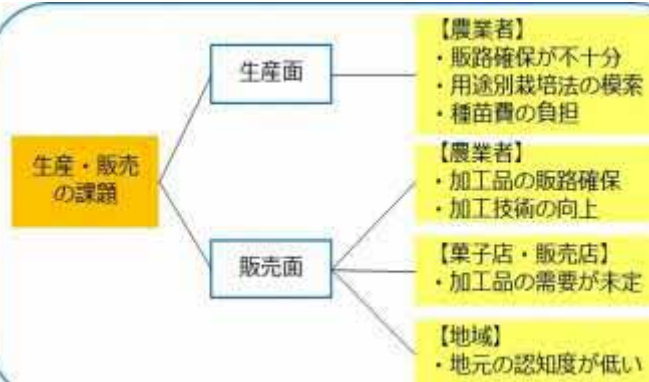 生産・販売
の課題
生産面
【農業者】
・販路確保が不十分
・用途別栽培法の模索
・種苗費の負担
販売面
【農業者】
・加工品の販路確保
・加工技術の向上
【菓子店・販売店】
・加工品の需要が未定
【地域】
・地元の認知度が低い